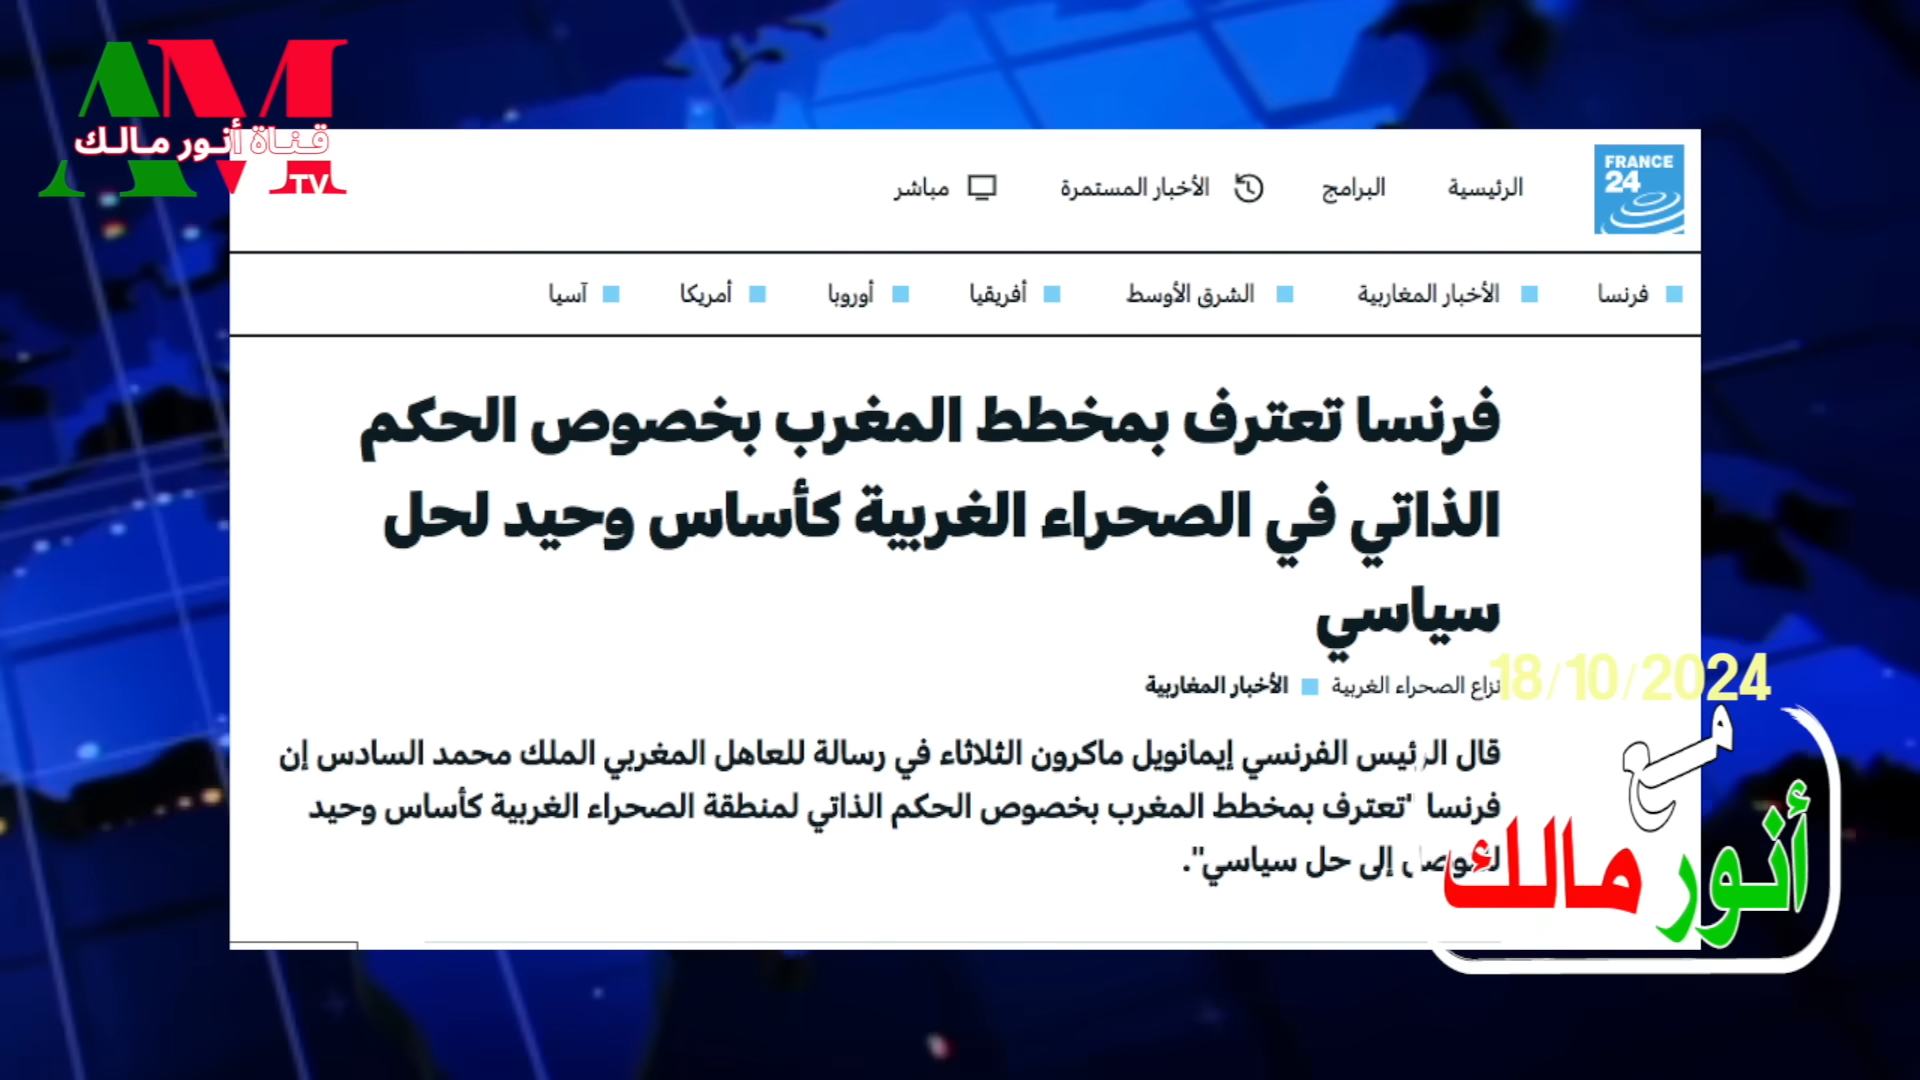 AM
قناة أنور مالك
TV
FRANCE
24
الرئيسية البرامج الأخبار المستمرة مباشر
فرنسا الأخبار المغاربية الشرق الأوسط أفريقيا أوروبا أمريكا آسيا
فرنسا تعترف بمخطط المغرب بخصوص الحكم
الذاتي في الصحراء الغربية كأساس وحيد لحل
سياسي
نزاع الصحراء الغربية الأخبار المغاربية
18/10/2024
قال الرئيس الفرنسي إيمانويل ماكرون الثلاثاء في رسالة للعاهل المغربي الملك محمد السادس إن
فرنسا "تعترف بمخطط المغرب بخصوص الحكم الذاتي لمنطقة الصحراء الغربية كأساس وحيد
للتوصل إلى حل سياسي".
مع
أنور مالك